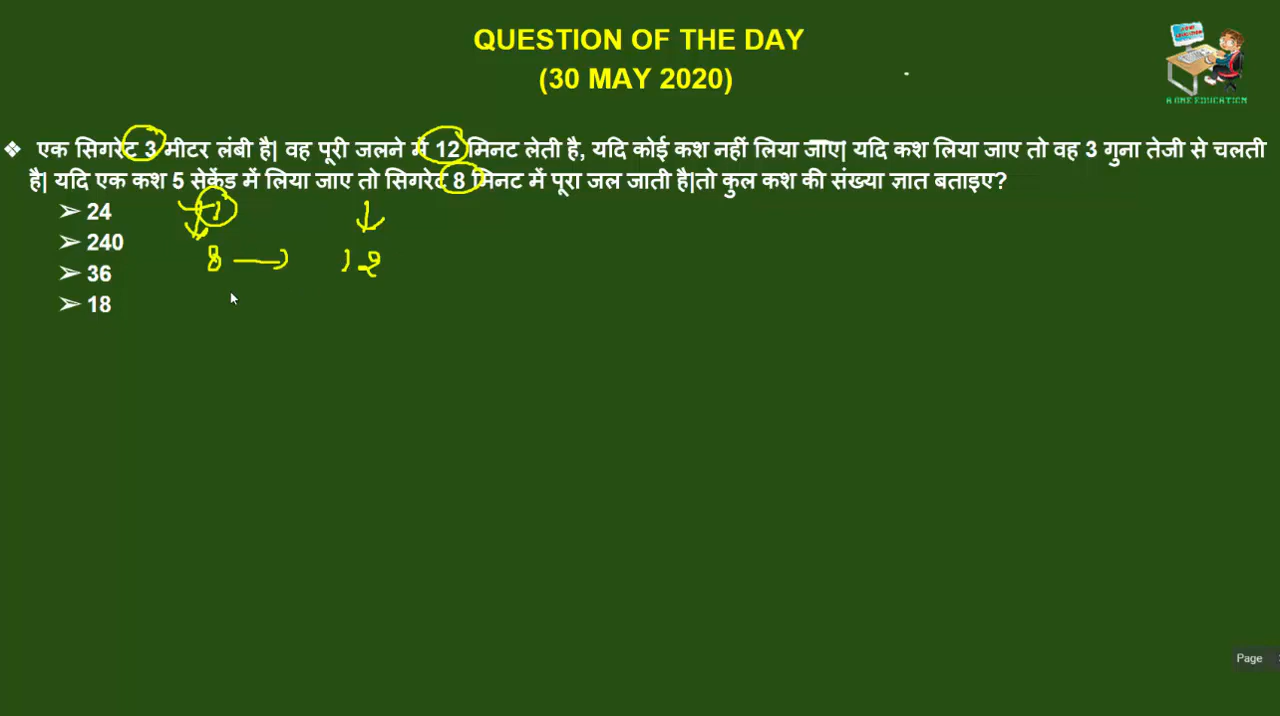 QUESTION OF THE DAY
(30 MAY 2020)
A ONE EDUCATION
❖ एक सिगरेट 3 मीटर लंबी है| वह पूरी जलने में 12 मिनट लेती है, यदि कोई कश नहीं लिया जाए| यदि कश लिया जाए तो वह 3 गुना तेजी से चलती
है| यदि एक कश 5 सेकेंड में लिया जाए तो सिगरेट 8 मिनट में पूरा जल जाती है|तो कुल कश की संख्या ज्ञात बताइए?
➢ 24
➢ 240
➢ 36
➢ 18
8 → 12
Page